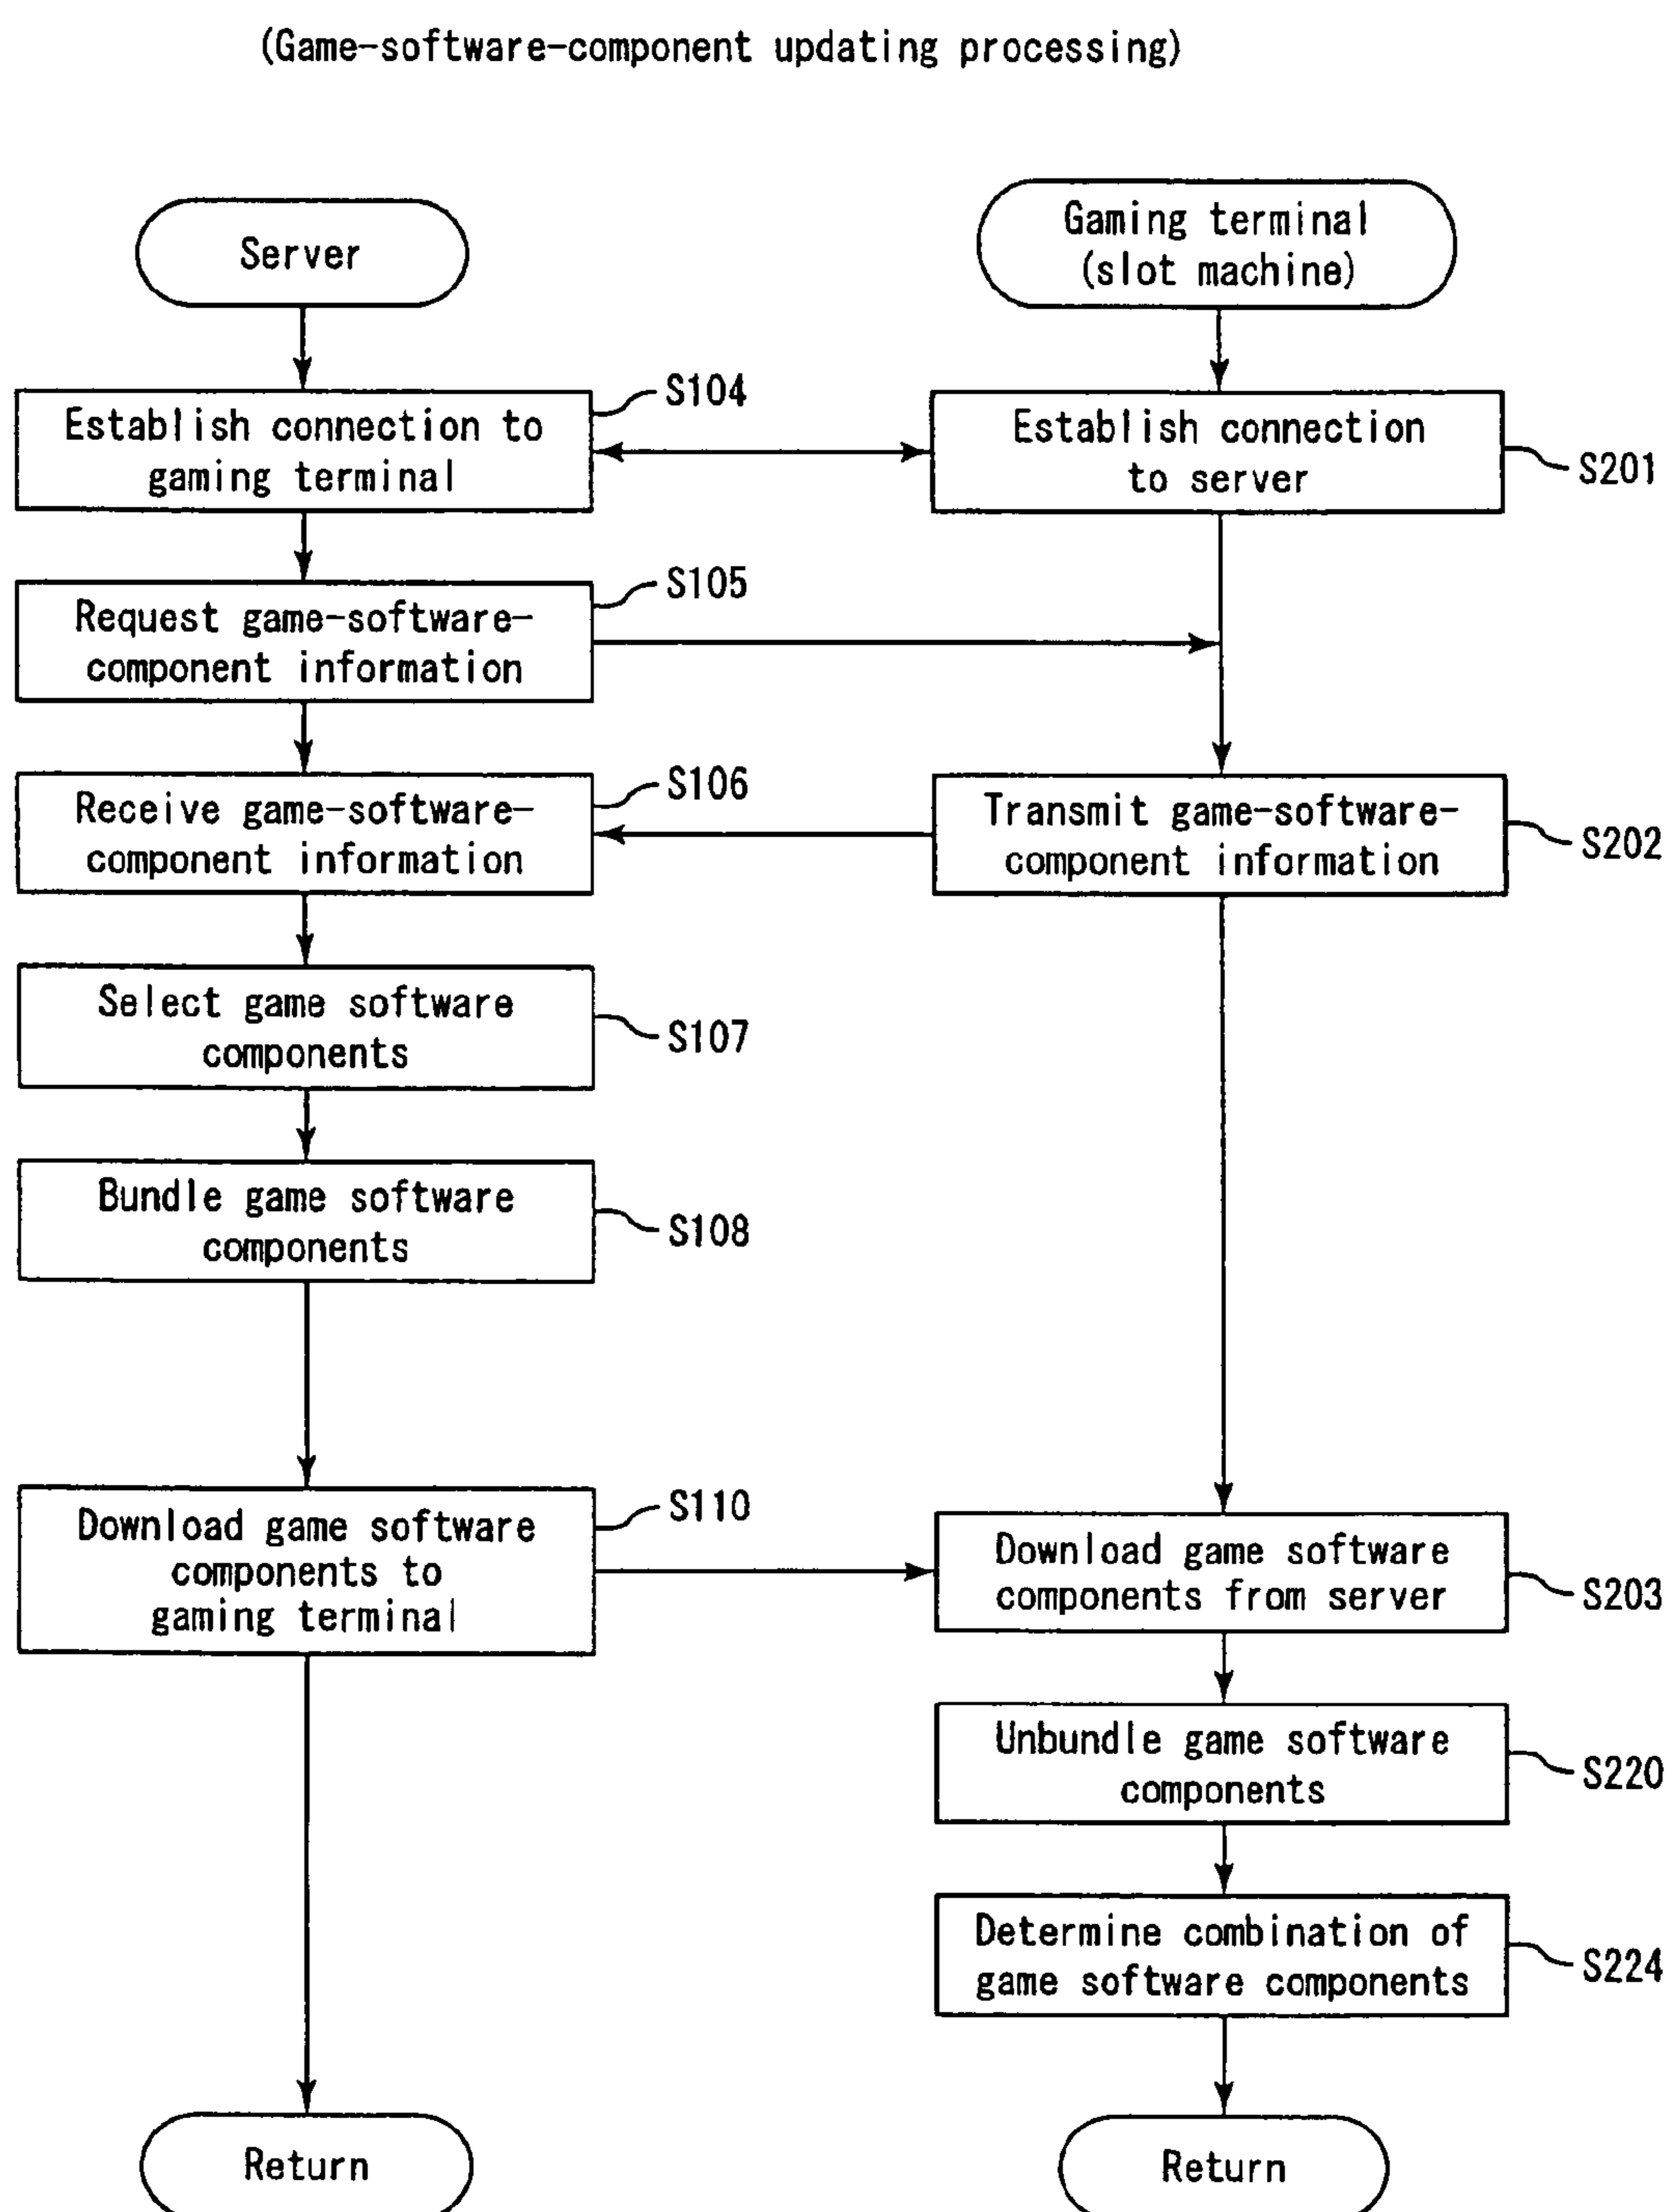 (Game-software-component updating processing)
Server
Gaming terminal
(slot machine)
Establish connection to
gaming terminal
S104
Establish connection
to server
S201
Request game-software-
component information
S105
Receive game-software-
component information
S106
Transmit game-software-
component information
S202
Select game software
components
S107
Bundle game software
components
S108
Download game software
components to
gaming terminal
S110
Download game software
components from server
S203
Unbundle game software
components
S220
Determine combination of
game software components
S224
Return
Return